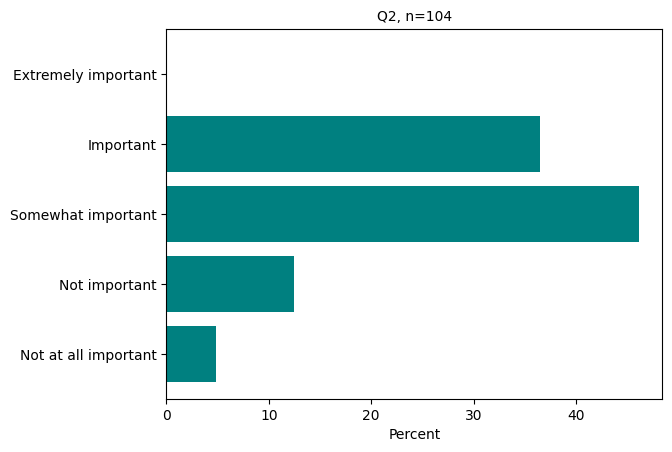 Q2, n=104
Extremely important
Important
Somewhat important
Not important
Not at all important
0 10 20 30 40
Percent